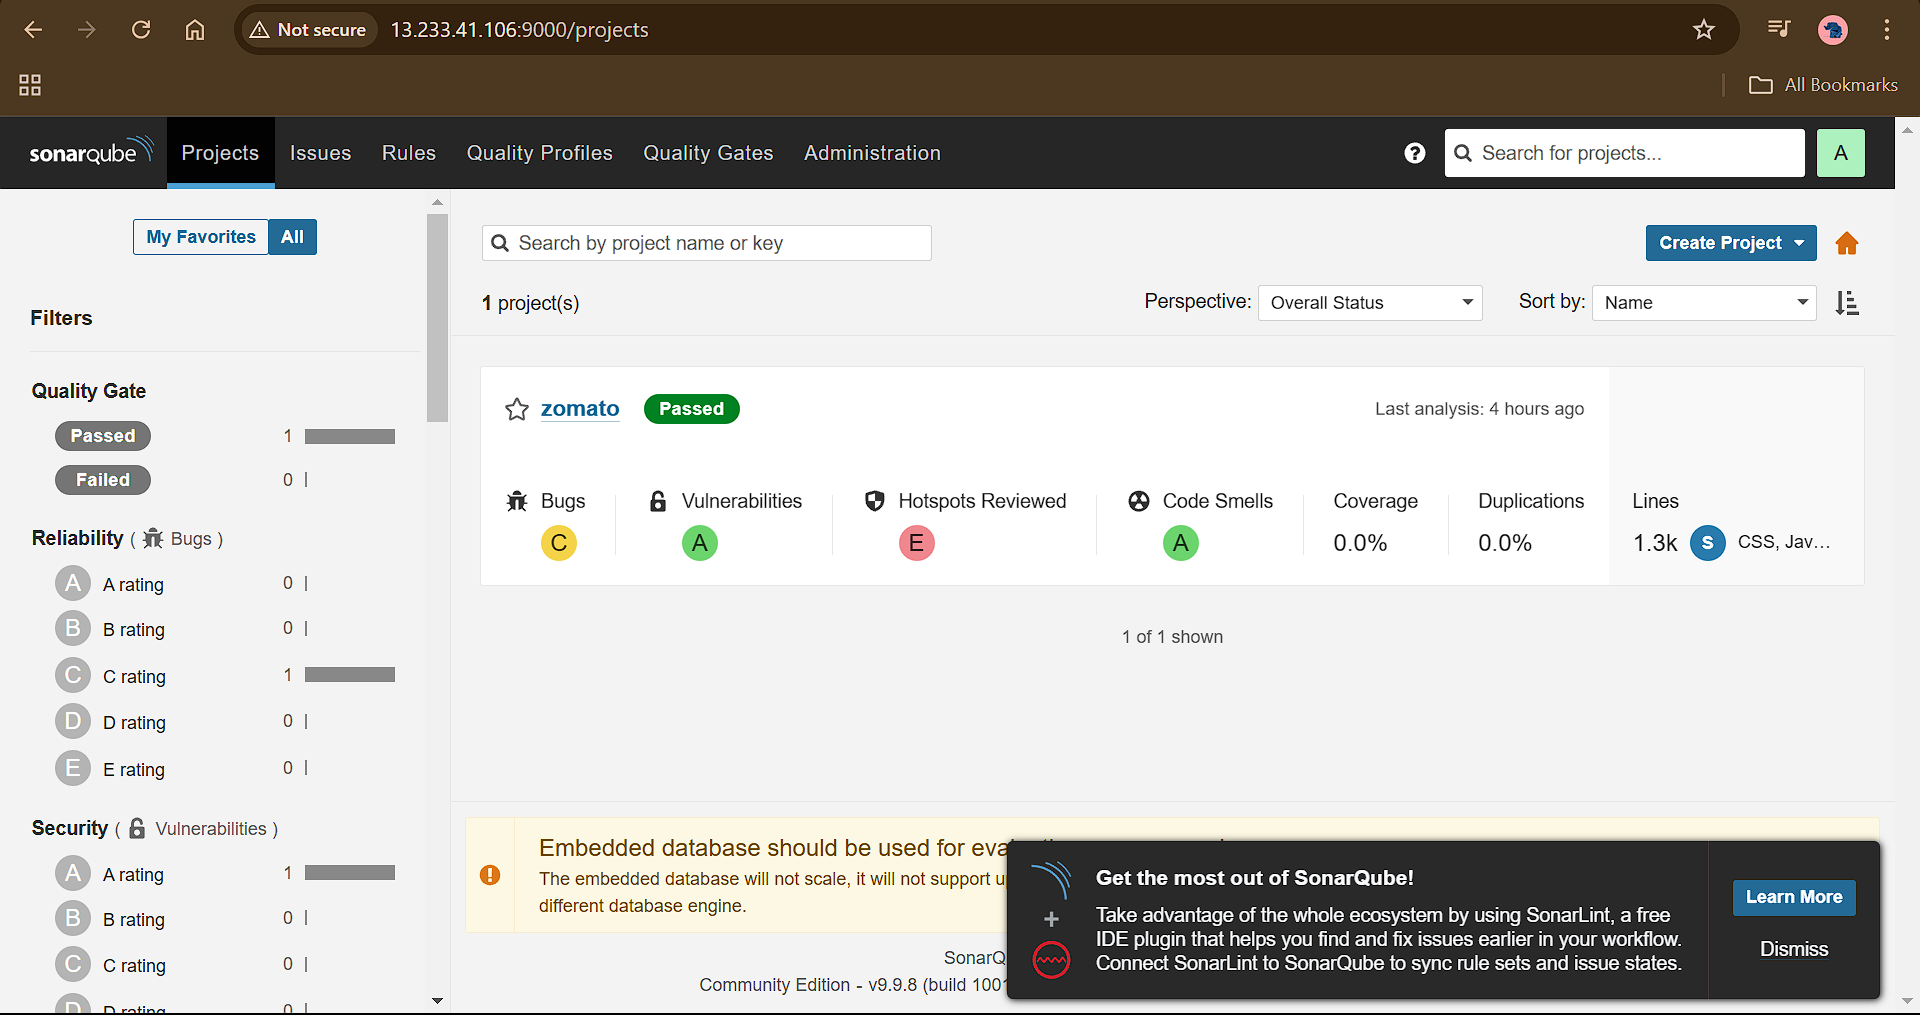 Not secure 13.233.41.106:9000/projects
All Bookmarks
sonarqube Projects Issues Rules Quality Profiles Quality Gates Administration ? Search for projects... A
My Favorites All
Search by project name or key
Create Project
1 project(s)
Perspective: Overall Status
Sort by: Name
Filters
Quality Gate
Passed 1
Failed 0
Reliability ( Bugs )
A A rating 0
B B rating 0
C C rating 1
D D rating 0
E E rating 0
Security ( Vulnerabilities )
A A rating 1
B B rating 0
C C rating 0
D D rating 0
zomato Passed
Last analysis: 4 hours ago
Bugs Vulnerabilities Hotspots Reviewed Code Smells Coverage Duplications Lines
C A E A 0.0% 0.0% 1.3k S CSS, Jav...
1 of 1 shown
Embedded database should be used for
The embedded database will not scale, it will not support
different database engine.
Community Edition - v9.9.8 (build
Get the most out of SonarQube!
Take advantage of the whole ecosystem by using SonarLint, a free
IDE plugin that helps you find and fix issues earlier in your workflow.
Connect SonarLint to SonarQube to sync rule sets and issue states.
Learn More
Dismiss